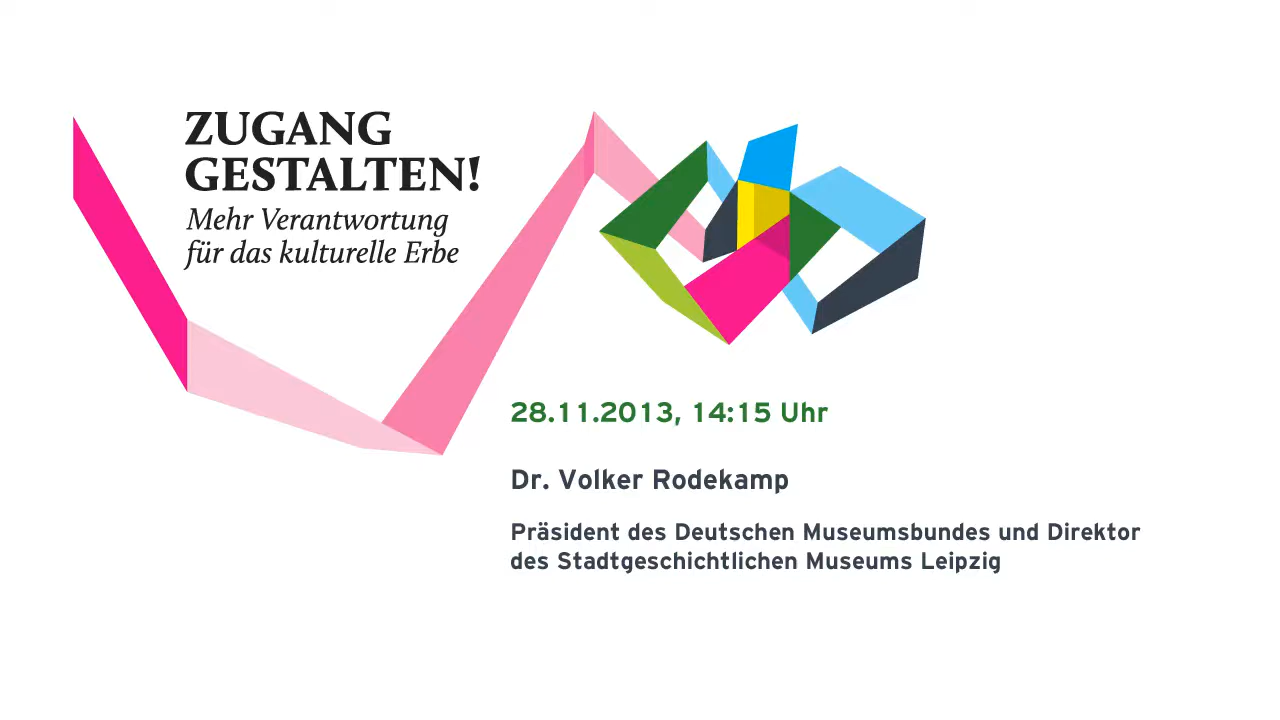 ZUGANG
GESTALTEN!
Mehr Verantwortung
für das kulturelle Erbe
28.11.2013, 14:15 Uhr
Dr. Volker Rodekamp
Präsident des Deutschen Museumsbundes und Direktor
des Stadtgeschichtlichen Museums Leipzig